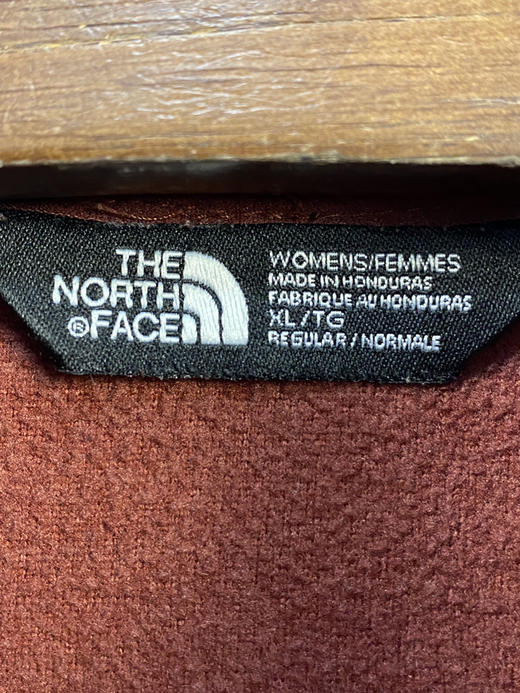 THE
NORTH
®FACE
WOMENS/FEMMES
MADE IN HONDURAS
FABRIQUE AU HONDURAS
XL/TG
REGULAR/NORMALE